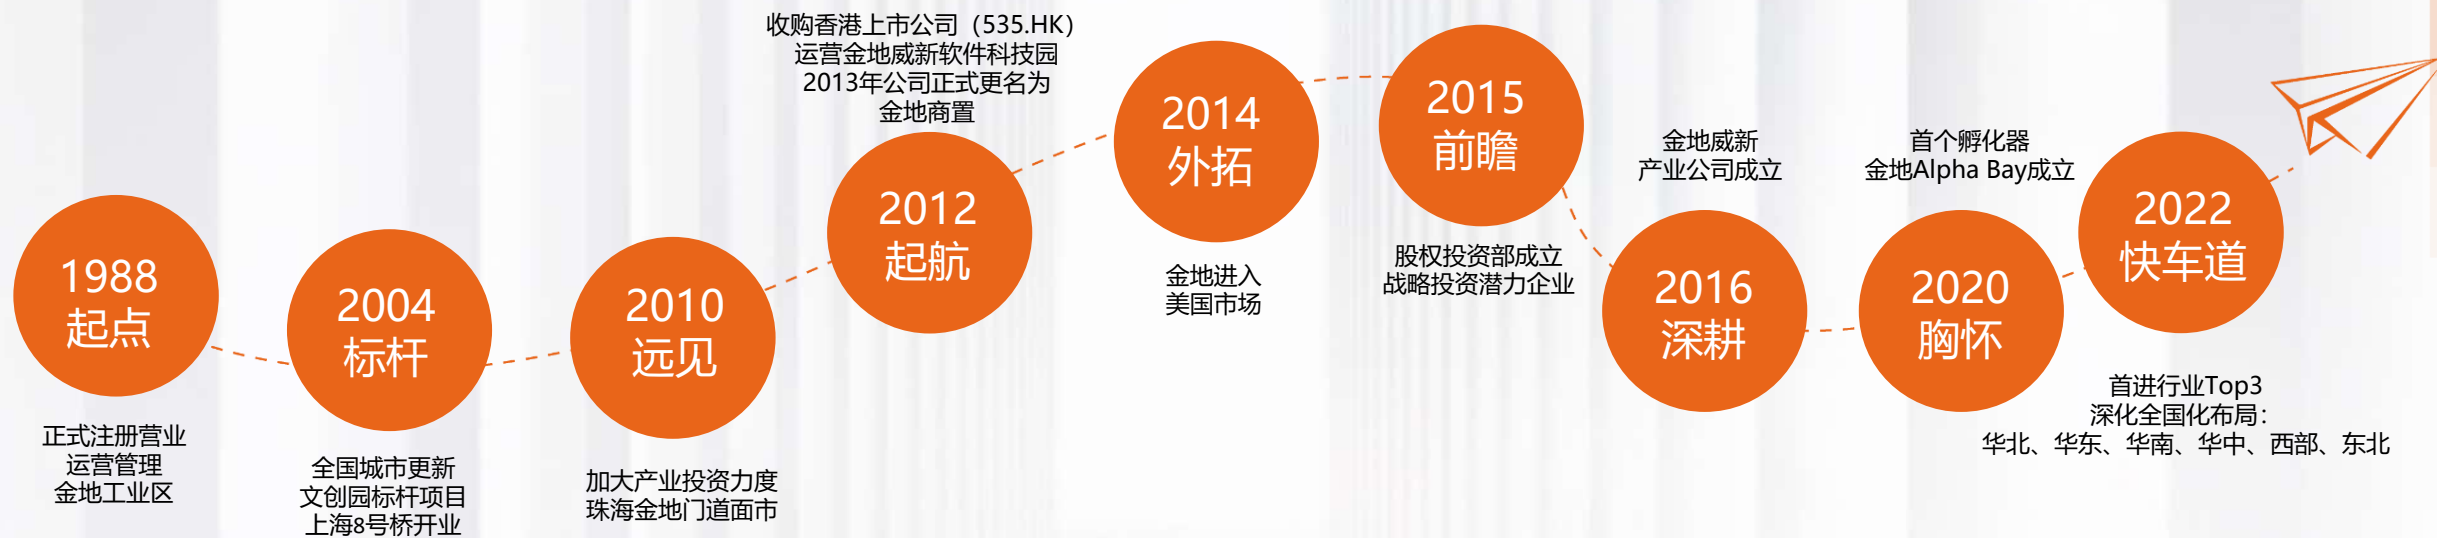 1988
起点
正式注册营业
运营管理
金地工业区
2004
标杆
全国城市更新
文创园标杆项目
上海8号桥开业
2010
远见
加大产业投资力度
珠海金地门道面市
收购香港上市公司（535.HK）
运营金地威新软件科技园
2013年公司正式更名为
金地商置
2012
起航
2014
外拓
金地进入
美国市场
2015
前瞻
股权投资部成立
战略投资潜力企业
金地威新
产业公司成立
2016
深耕
首个孵化器
金地Alpha Bay成立
2020
胸怀
2022
快车道
首进行业Top3
深化全国化布局：
华北、华东、华南、华中、西部、东北